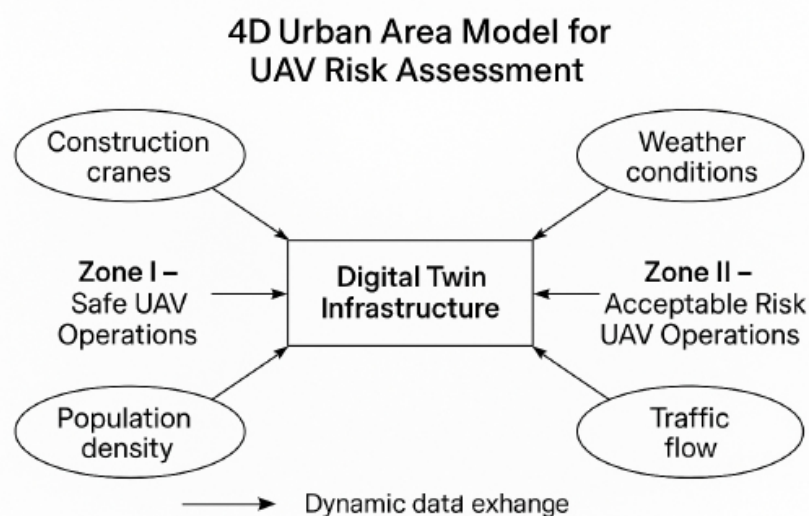 4D Urban Area Model for
UAV Risk Assessment
Construction
cranes
Weather
conditions
Zone I –
Safe UAV
Operations
Digital Twin
Infrastructure
Zone II –
Acceptable Risk
UAV Operations
Population
density
Traffic
flow
Dynamic data exhange